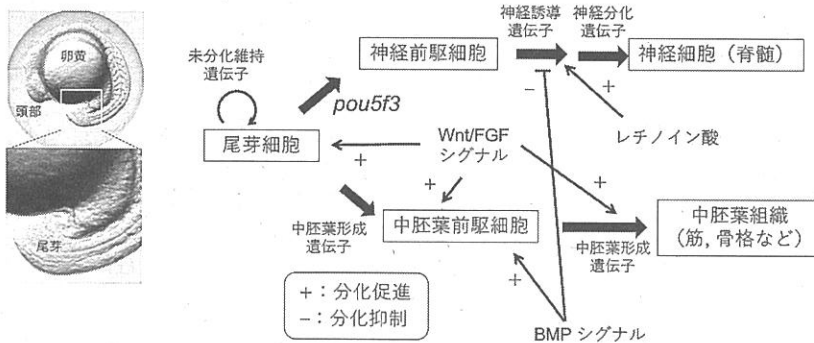 卵黄
頭部
尾芽
未分化維持
遺伝子
尾芽細胞
pou5f3
神経前駆細胞
神経誘導
遺伝子
神経分化
遺伝子
神経細胞（脊髄）
−
+
レチノイン酸
Wnt/FGF
シグナル
+
+
+
中胚葉形成
遺伝子
中胚葉前駆細胞
中胚葉形成
遺伝子
中胚葉組織
（筋, 骨格など）
+
BMP シグナル
+：分化促進
−：分化抑制